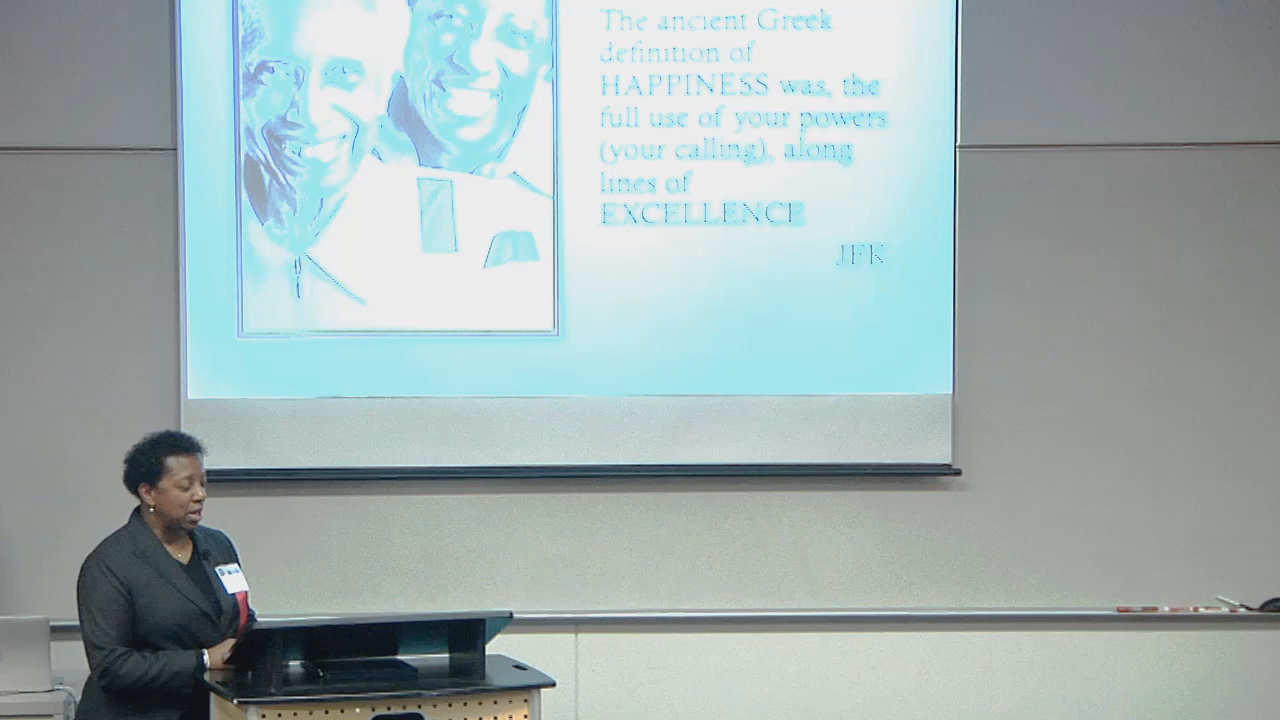 The ancient Greek
definition of
HAPPINESS was, the
full use of your powers
(your calling), along
lines of
EXCELLENCE
JFK